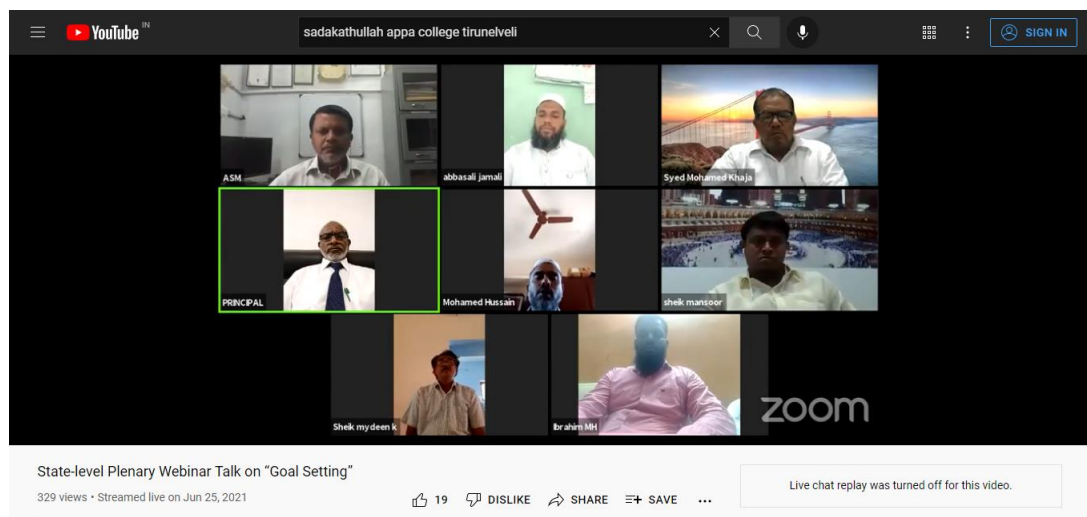 YouTube IN
sadakathullah appa college tirunelveli
SIGN IN
ASM
abbasali jamali
Syed Mohamed Khaja
PRINCIPAL
Mohamed Hussain
sheik mansoor
Sheik mydeen k
Ibrahim MH
zoom
State-level Plenary Webinar Talk on “Goal Setting”
329 views • Streamed live on Jun 25, 2021
19 DISLIKE SHARE SAVE ...
Live chat replay was turned off for this video.